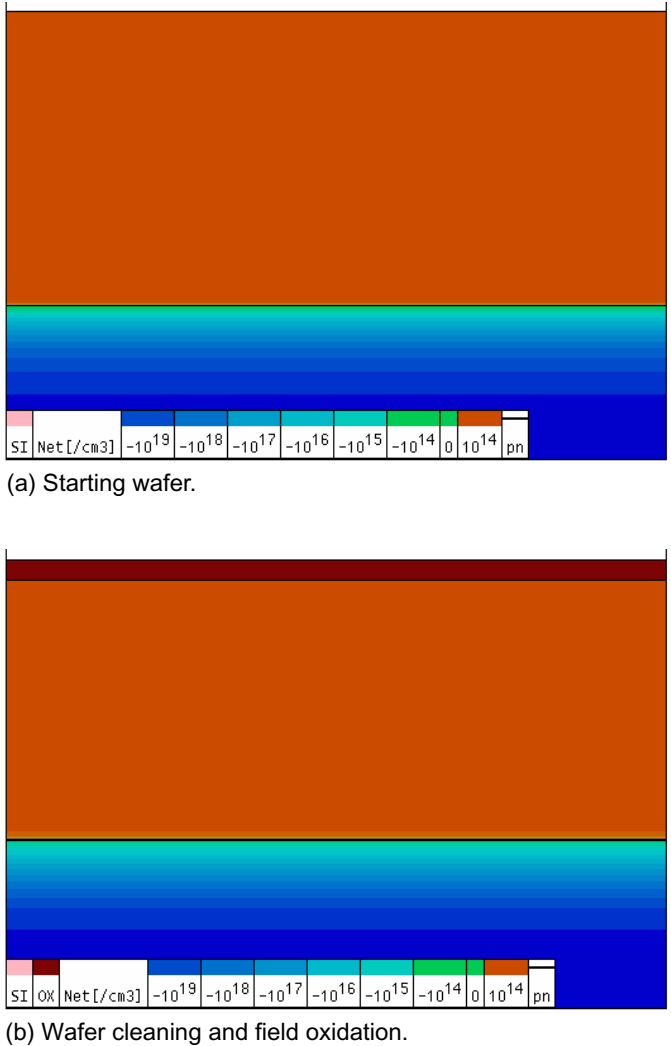 SI Net[/cm3] -10^19 -10^18 -10^17 -10^16 -10^15 -10^14 0 10^14 pn
(a) Starting wafer.
SI OX Net[/cm3] -10^19 -10^18 -10^17 -10^16 -10^15 -10^14 0 10^14 pn
(b) Wafer cleaning and field oxidation.